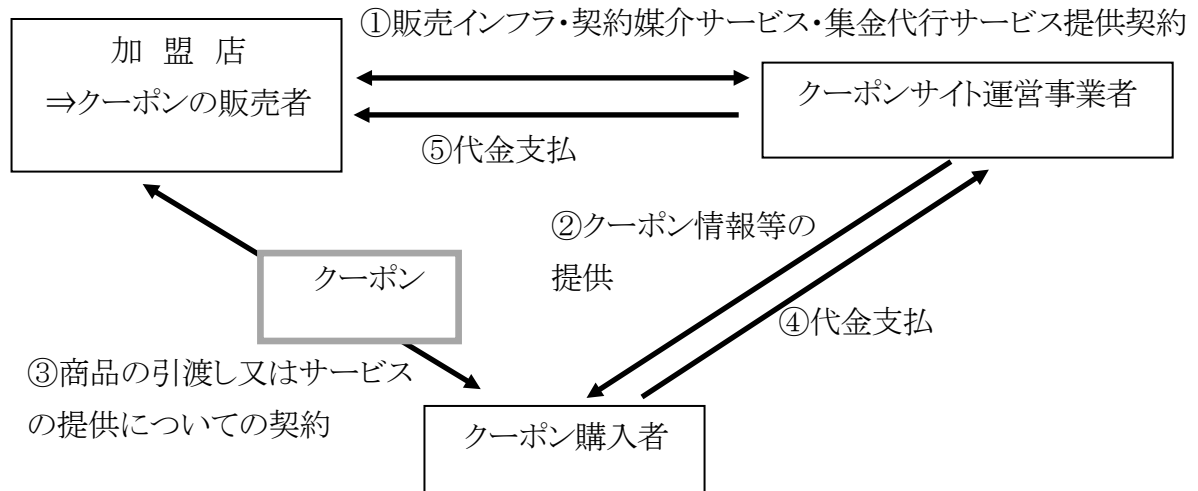 ①販売インフラ・契約媒介サービス・集金代行サービス提供契約
加 盟 店
⇒クーポンの販売者
クーポンサイト運営事業者
⑤代金支払
②クーポン情報等の
提供
クーポン
④代金支払
③商品の引渡し又はサービス
の提供についての契約
クーポン購入者